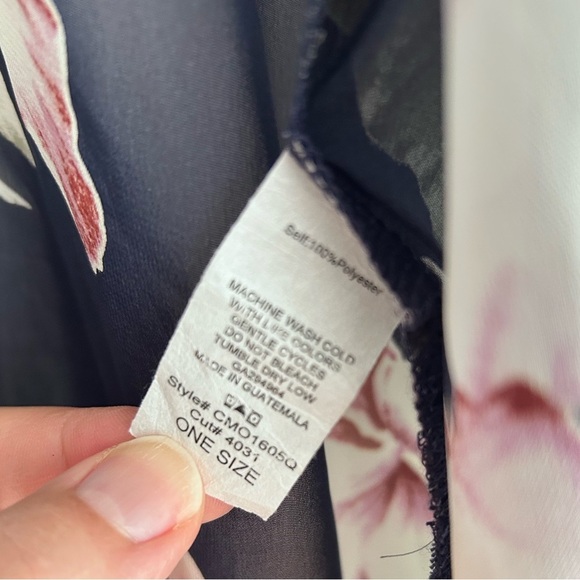 Self:100%Polyester
MACHINE WASH COLD
WITH LIKE COLORS
GENTLE CYCLES
DO NOT BLEACH
TUMBLE DRY LOW
MADE IN GUATEMALA
Style# CMO1605Q
Cut# 4031
ONE SIZE